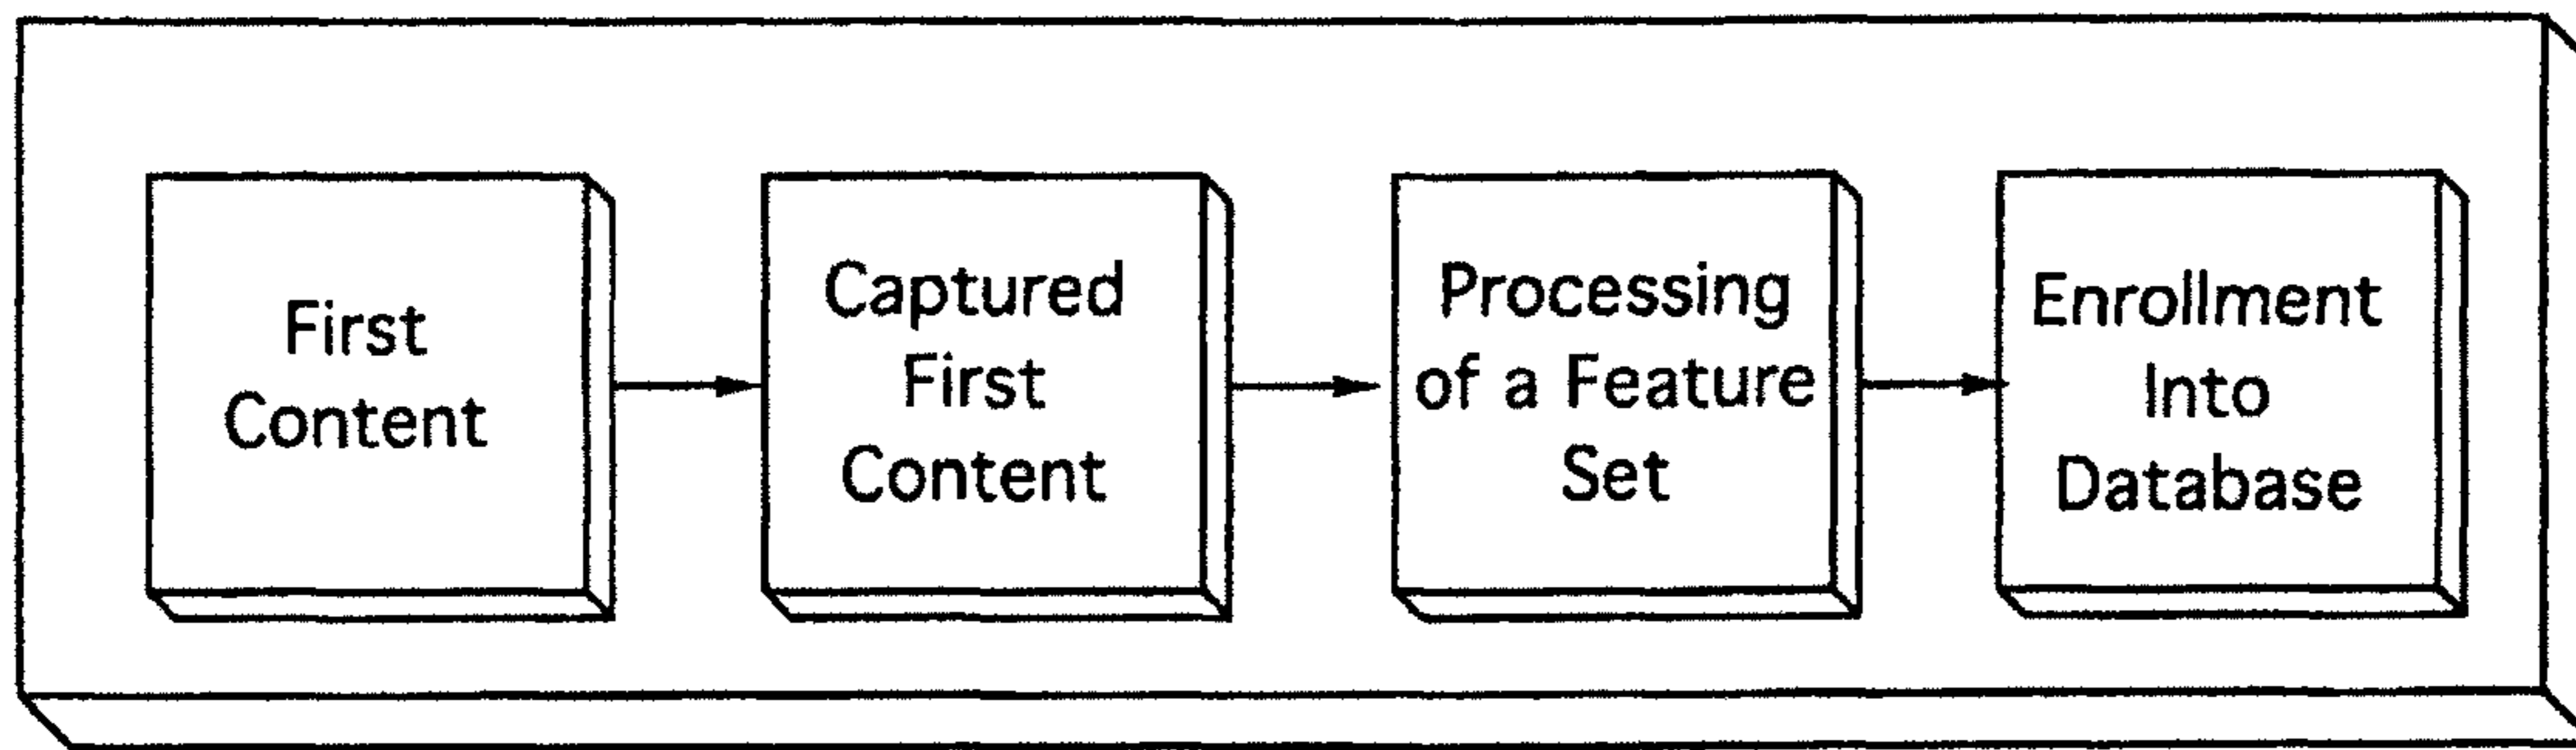 First
Content
Captured
First
Content
Processing
of a Feature
Set
Enrollment
Into
Database